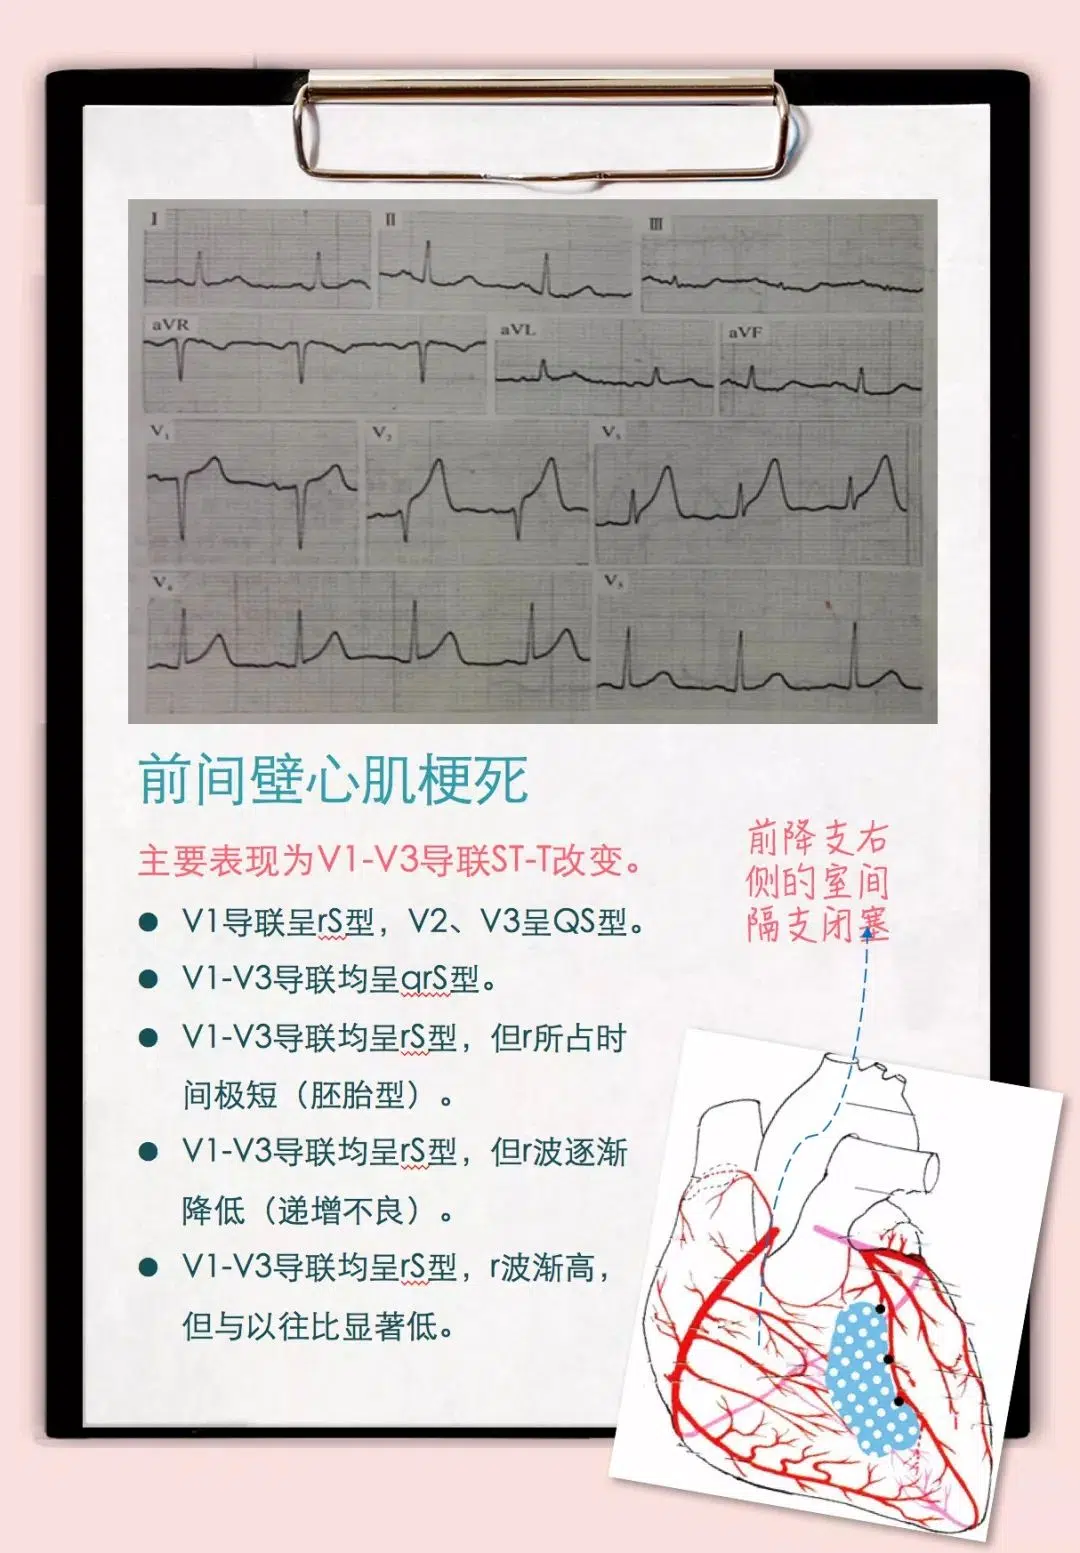 I
II
III
aVR
aVL
aVF
V₁
V₂
V₃
V₄
V₅
前间壁心肌梗死
主要表现为V1-V3导联ST-T改变。
● V1导联呈rS型，V2、V3呈QS型。
● V1-V3导联均呈qrS型。
● V1-V3导联均呈rS型，但r所占时
间极短（胚胎型）。
● V1-V3导联均呈rS型，但r波逐渐
降低（递增不良）。
● V1-V3导联均呈rS型，r波渐高，
但与以往比显著低。
前降支右
侧的室间
隔支闭塞